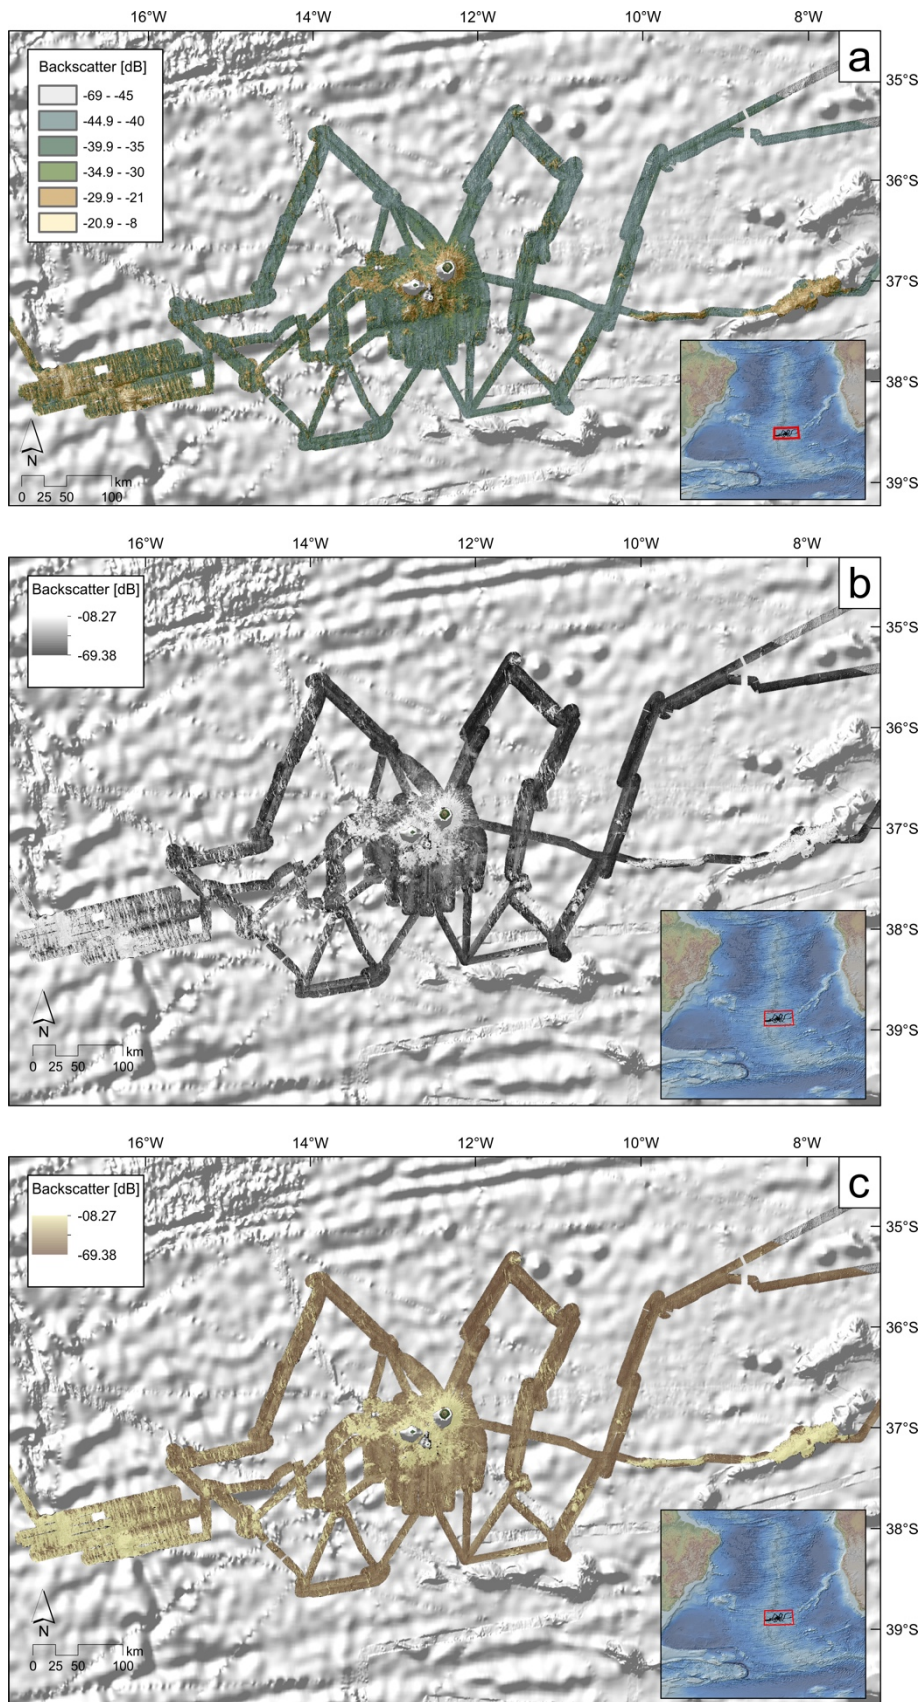 16°W 14°W 12°W 10°W 8°W
a
Backscatter [dB]
-69 - -45
-44.9 - -40
-39.9 - -35
-34.9 - -30
-29.9 - -21
-20.9 - -8
35°S
36°S
37°S
38°S
39°S
N
km
0 25 50 100
16°W 14°W 12°W 10°W 8°W
b
Backscatter [dB]
-08.27
-69.38
35°S
36°S
37°S
38°S
39°S
N
km
0 25 50 100
16°W 14°W 12°W 10°W 8°W
c
Backscatter [dB]
-08.27
-69.38
35°S
36°S
37°S
38°S
39°S
N
km
0 25 50 100